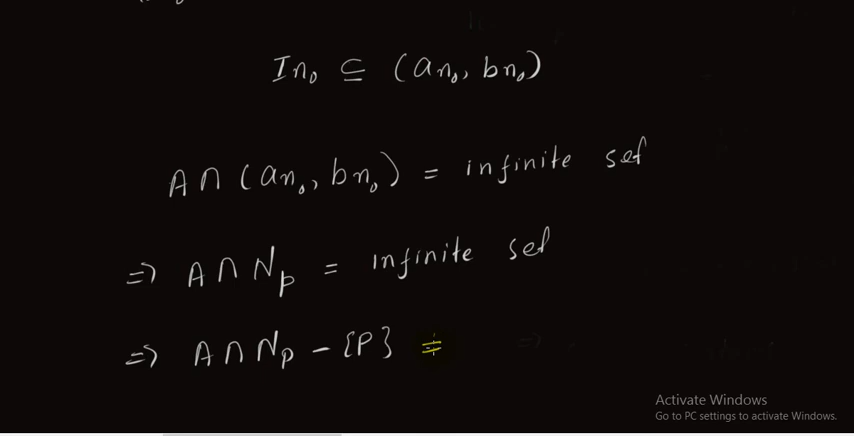 In₀ ⊆ (an₀, bn₀)
A∩(an₀, bn₀) = infinite set
=> A∩Np = infinite set
=> A∩Np - {P} ≠
Activate Windows
Go to PC settings to activate Windows.